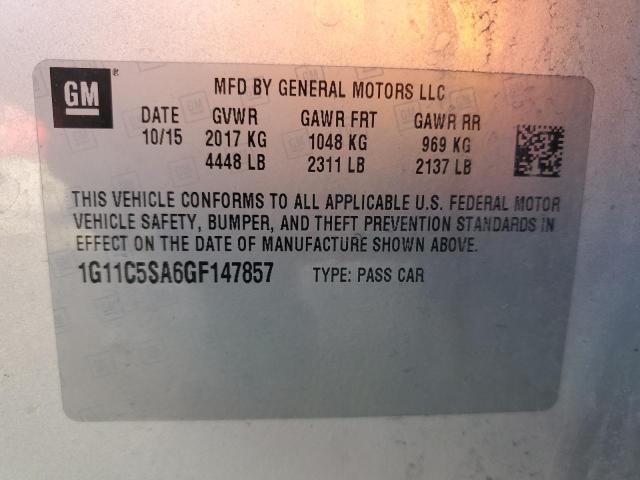 GM®
MFD BY GENERAL MOTORS LLC
DATE GVWR GAWR FRT GAWR RR
10/15 2017 KG 1048 KG 969 KG
4448 LB 2311 LB 2137 LB
THIS VEHICLE CONFORMS TO ALL APPLICABLE U.S. FEDERAL MOTOR
VEHICLE SAFETY, BUMPER, AND THEFT PREVENTION STANDARDS IN
EFFECT ON THE DATE OF MANUFACTURE SHOWN ABOVE.
1G11C5SA6GF147857 TYPE: PASS CAR